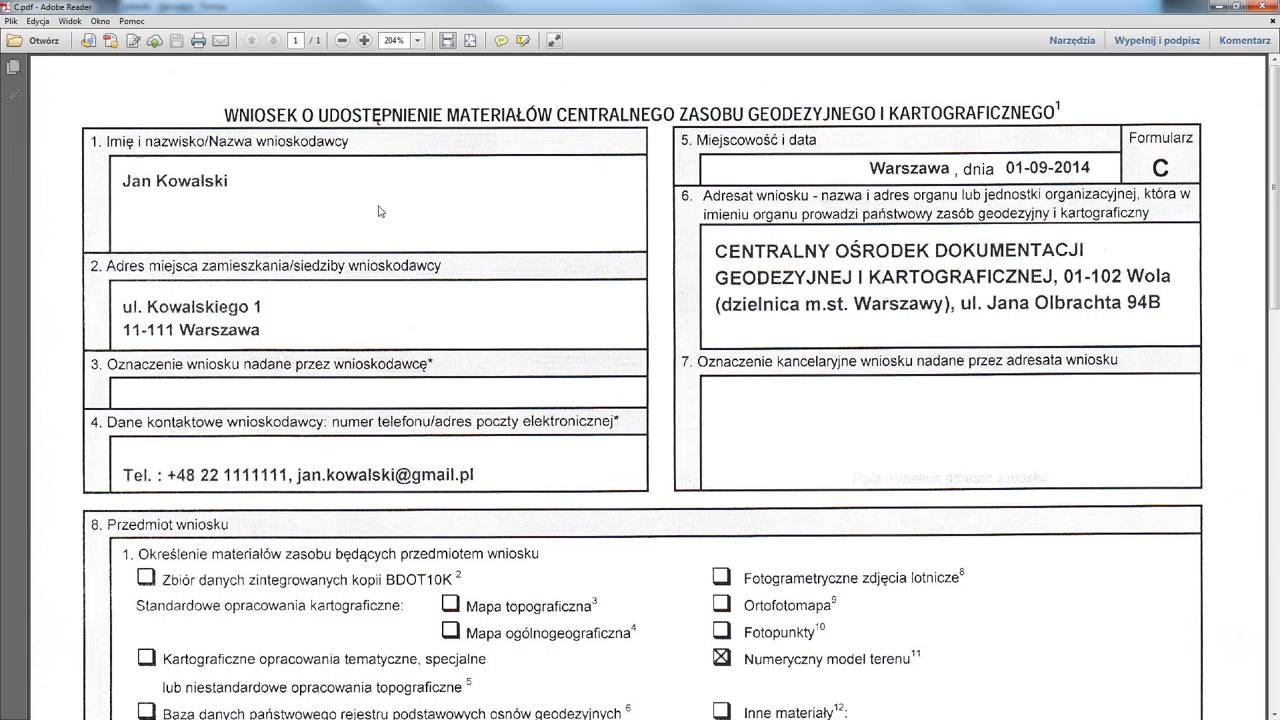 C.pdf - Adobe Reader
Plik Edycja Widok Okno Pomoc
Otwórz 1 / 1 204% Narzędzia Wypełnij i podpisz Komentarz
WNIOSEK O UDOSTĘPNIENIE MATERIAŁÓW CENTRALNEGO ZASOBU GEODEZYJNEGO I KARTOGRAFICZNEGO1
1. Imię i nazwisko/Nazwa wnioskodawcy
Jan Kowalski
2. Adres miejsca zamieszkania/siedziby wnioskodawcy
ul. Kowalskiego 1
11-111 Warszawa
3. Oznaczenie wniosku nadane przez wnioskodawcę*
4. Dane kontaktowe wnioskodawcy: numer telefonu/adres poczty elektronicznej*
Tel. : +48 22 1111111, jan.kowalski@gmail.pl
5. Miejscowość i data
Warszawa , dnia 01-09-2014
Formularz
C
6. Adresat wniosku - nazwa i adres organu lub jednostki organizacyjnej, która w
imieniu organu prowadzi państwowy zasób geodezyjny i kartograficzny
CENTRALNY OŚRODEK DOKUMENTACJI
GEODEZYJNEJ I KARTOGRAFICZNEJ, 01-102 Wola
(dzielnica m.st. Warszawy), ul. Jana Olbrachta 94B
7. Oznaczenie kancelaryjne wniosku nadane przez adresata wniosku
Pole wypełnia adresat wniosku
8. Przedmiot wniosku
1. Określenie materiałów zasobu będących przedmiotem wniosku
Zbiór danych zintegrowanych kopii BDOT10K 2
Standardowe opracowania kartograficzne: Mapa topograficzna3
Mapa ogólnogeograficzna4
Kartograficzne opracowania tematyczne, specjalne
lub niestandardowe opracowania topograficzne 5
Baza danych państwowego rejestru podstawowych osnów geodezyjnych 6
Fotogrametryczne zdjęcia lotnicze8
Ortofotomapa9
Fotopunkty10
Numeryczny model terenu11
Inne materiały12: